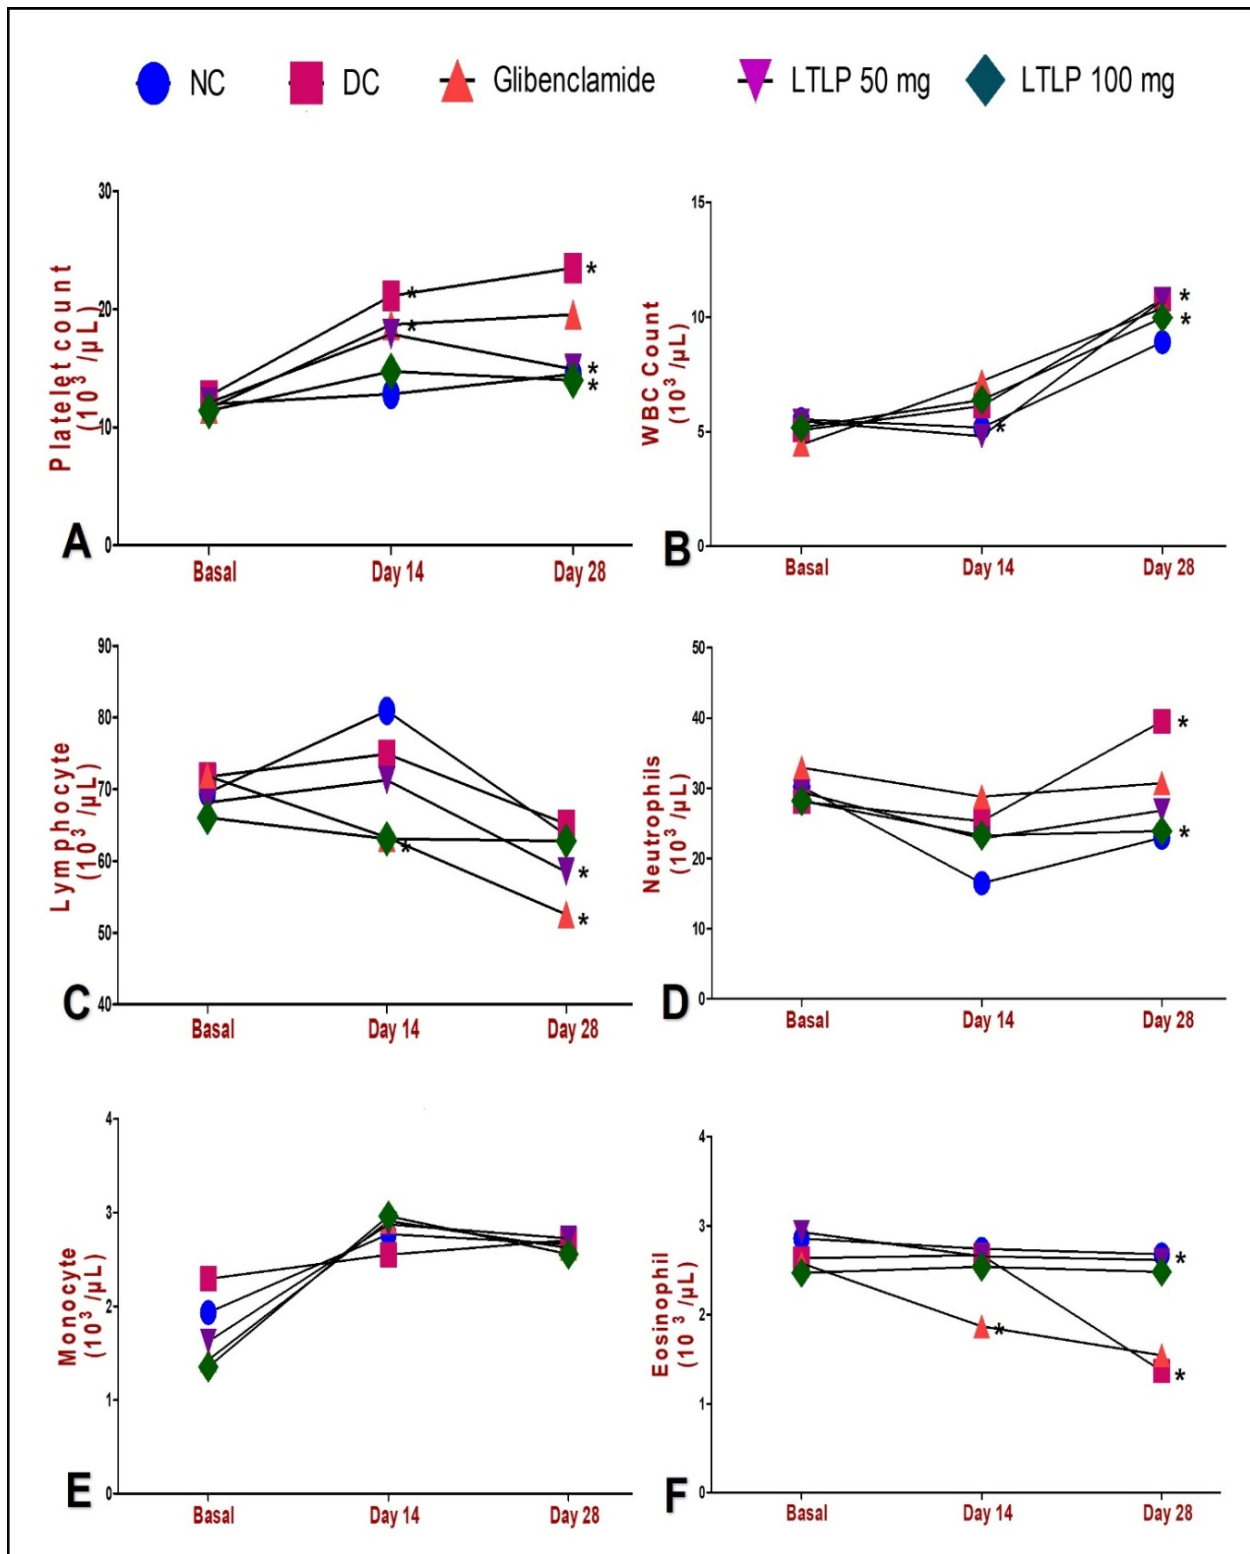 NC DC Glibenclamide LTLP 50 mg LTLP 100 mg
Platelet count
(10³ /µL)
30
20
10
0
*
*
*
*
*
A
Basal Day 14 Day 28
WBC Count
(10³ /µL)
15
10
5
0
*
*
*
B
Basal Day 14 Day 28
Lymphocyte
(10³ /µL)
90
80
70
60
50
40
*
*
*
C
Basal Day 14 Day 28
Neutrophils
(10³ /µL)
50
40
30
20
10
0
*
*
D
Basal Day 14 Day 28
Monocyte
(10³ /µL)
4
3
2
1
0
E
Basal Day 14 Day 28
Eosinophil
(10³ /µL)
4
3
2
1
0
*
*
*
F
Basal Day 14 Day 28